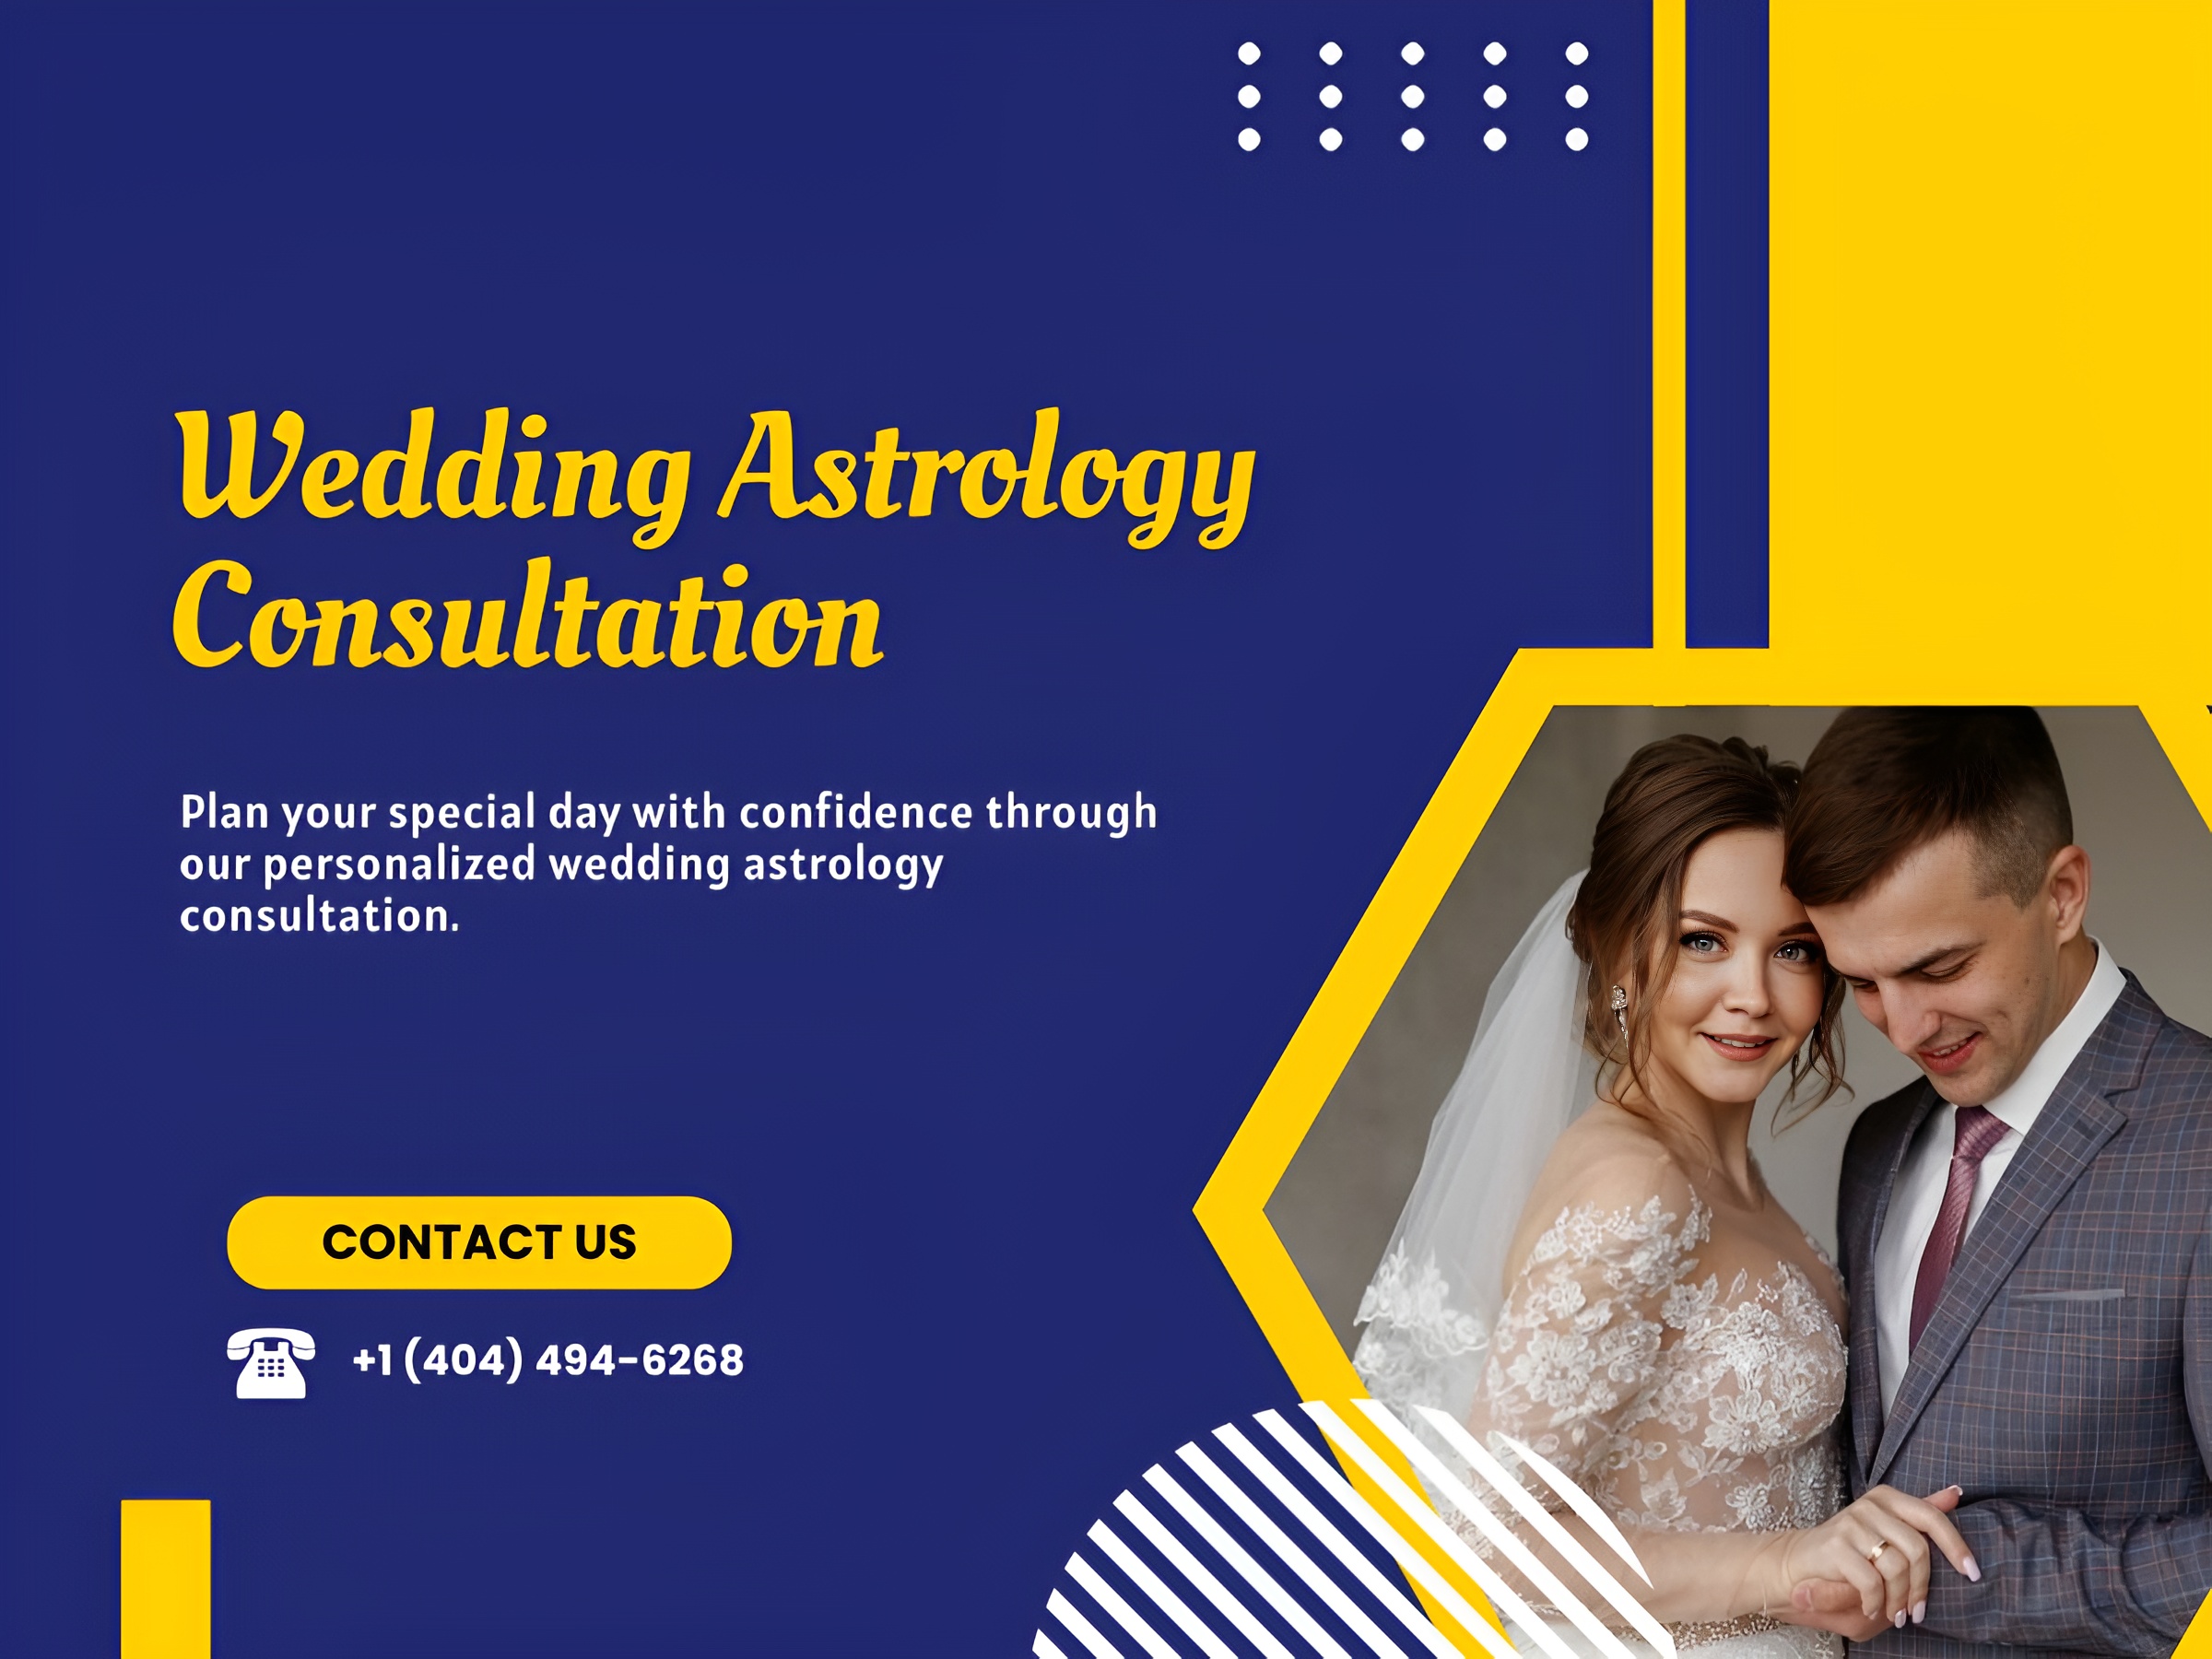 Wedding Astrology
Consultation
Plan your special day with confidence through
our personalized wedding astrology
consultation.
CONTACT US
+1 (404) 494-6268